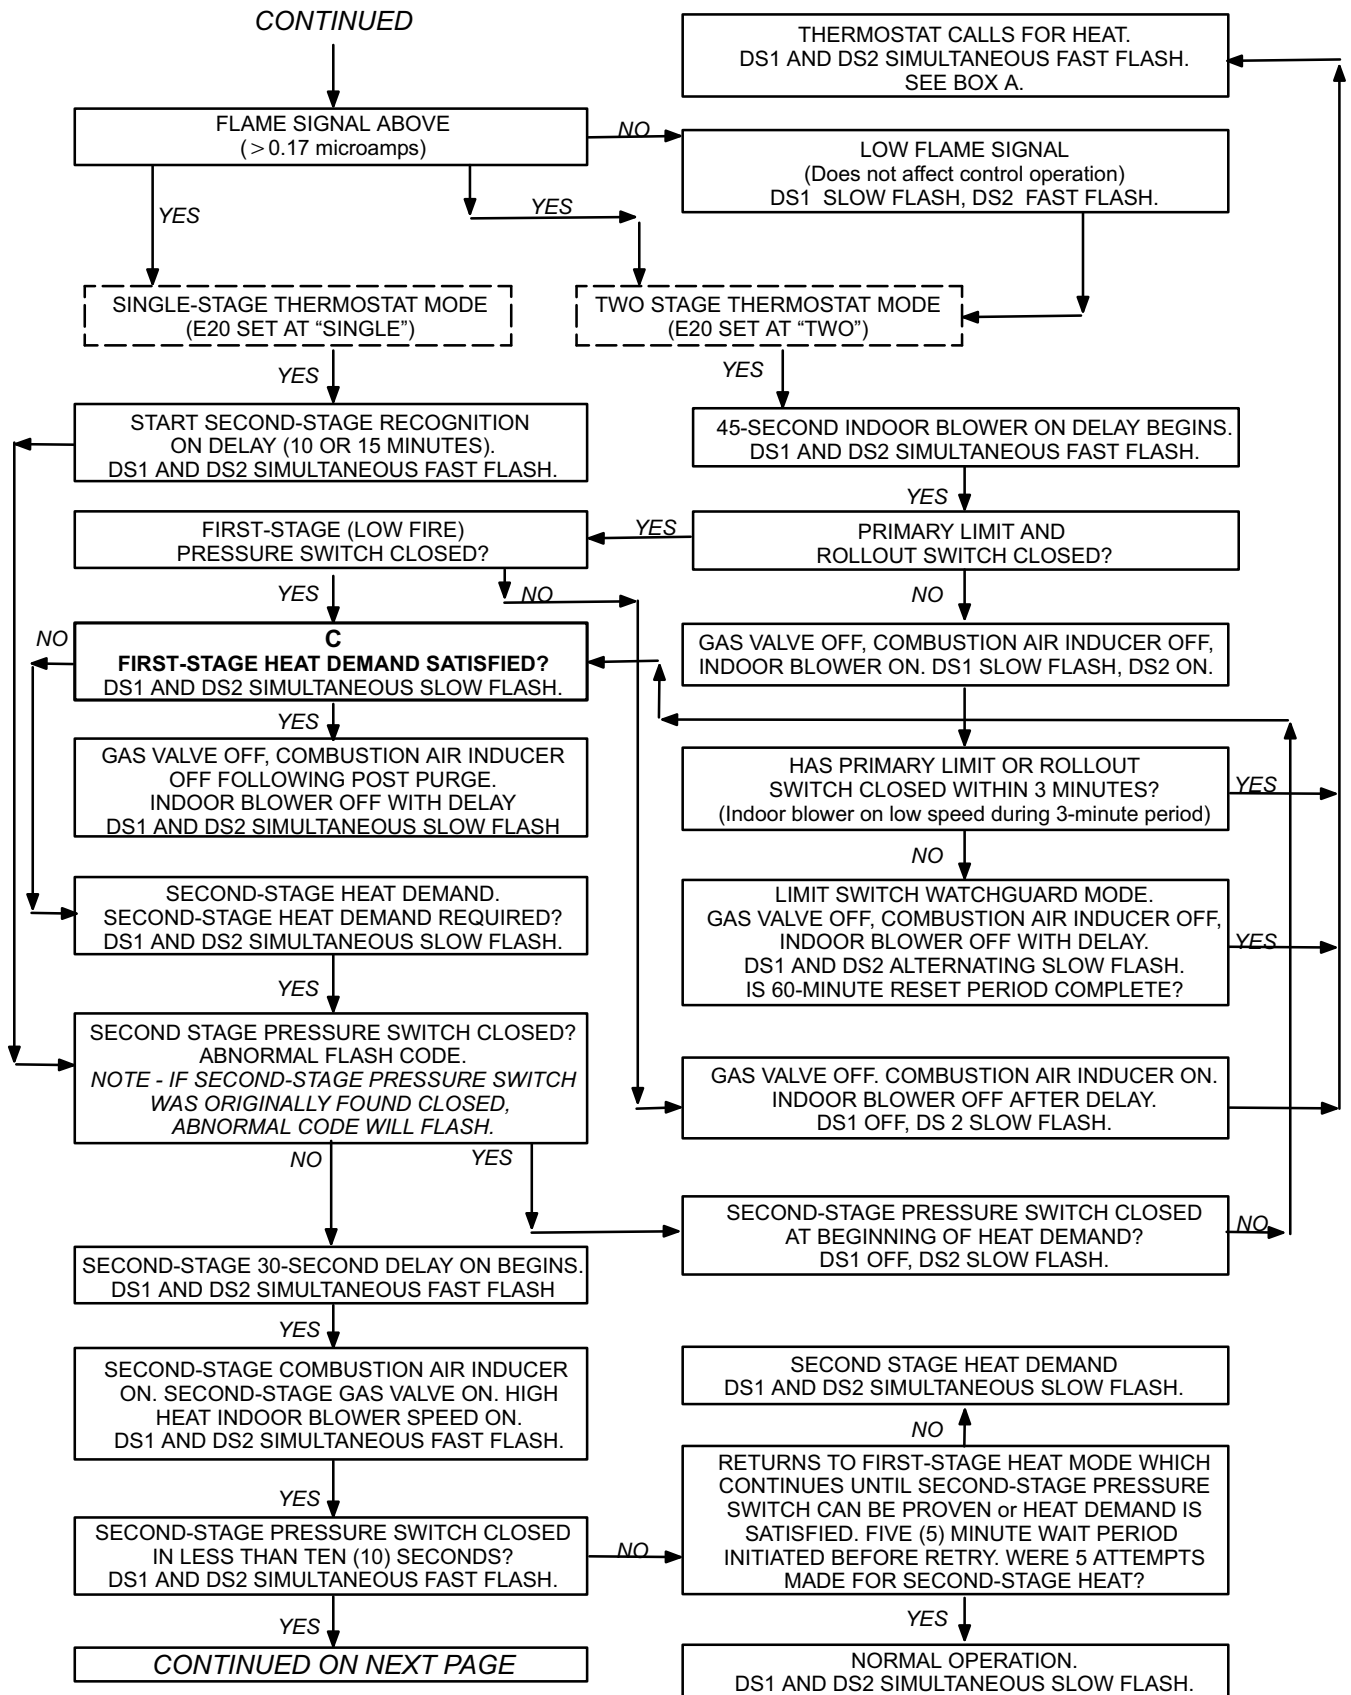 CONTINUED
THERMOSTAT CALLS FOR HEAT.
DS1 AND DS2 SIMULTANEOUS FAST FLASH.
SEE BOX A.
FLAME SIGNAL ABOVE
(> 0.17 microamps)
NO
LOW FLAME SIGNAL
(Does not affect control operation)
DS1 SLOW FLASH, DS2 FAST FLASH.
YES
YES
SINGLE-STAGE THERMOSTAT MODE
(E20 SET AT “SINGLE”)
TWO STAGE THERMOSTAT MODE
(E20 SET AT “TWO”)
YES
YES
START SECOND-STAGE RECOGNITION
ON DELAY (10 OR 15 MINUTES).
DS1 AND DS2 SIMULTANEOUS FAST FLASH.
45-SECOND INDOOR BLOWER ON DELAY BEGINS.
DS1 AND DS2 SIMULTANEOUS FAST FLASH.
YES
FIRST-STAGE (LOW FIRE)
PRESSURE SWITCH CLOSED?
YES
PRIMARY LIMIT AND
ROLLOUT SWITCH CLOSED?
YES
NO
NO
NO
C
FIRST-STAGE HEAT DEMAND SATISFIED?
DS1 AND DS2 SIMULTANEOUS SLOW FLASH.
GAS VALVE OFF, COMBUSTION AIR INDUCER OFF,
INDOOR BLOWER ON. DS1 SLOW FLASH, DS2 ON.
YES
GAS VALVE OFF, COMBUSTION AIR INDUCER
OFF FOLLOWING POST PURGE.
INDOOR BLOWER OFF WITH DELAY
DS1 AND DS2 SIMULTANEOUS SLOW FLASH
HAS PRIMARY LIMIT OR ROLLOUT
SWITCH CLOSED WITHIN 3 MINUTES?
(Indoor blower on low speed during 3-minute period)
YES
NO
SECOND-STAGE HEAT DEMAND.
SECOND-STAGE HEAT DEMAND REQUIRED?
DS1 AND DS2 SIMULTANEOUS SLOW FLASH.
LIMIT SWITCH WATCHGUARD MODE.
GAS VALVE OFF, COMBUSTION AIR INDUCER OFF,
INDOOR BLOWER OFF WITH DELAY.
DS1 AND DS2 ALTERNATING SLOW FLASH.
IS 60-MINUTE RESET PERIOD COMPLETE?
YES
YES
SECOND STAGE PRESSURE SWITCH CLOSED?
ABNORMAL FLASH CODE.
NOTE - IF SECOND-STAGE PRESSURE SWITCH
WAS ORIGINALLY FOUND CLOSED,
ABNORMAL CODE WILL FLASH.
GAS VALVE OFF. COMBUSTION AIR INDUCER ON.
INDOOR BLOWER OFF AFTER DELAY.
DS1 OFF, DS 2 SLOW FLASH.
NO
YES
SECOND-STAGE PRESSURE SWITCH CLOSED
AT BEGINNING OF HEAT DEMAND?
DS1 OFF, DS2 SLOW FLASH.
NO
SECOND-STAGE 30-SECOND DELAY ON BEGINS.
DS1 AND DS2 SIMULTANEOUS FAST FLASH
YES
SECOND-STAGE COMBUSTION AIR INDUCER
ON. SECOND-STAGE GAS VALVE ON. HIGH
HEAT INDOOR BLOWER SPEED ON.
DS1 AND DS2 SIMULTANEOUS FAST FLASH.
SECOND STAGE HEAT DEMAND
DS1 AND DS2 SIMULTANEOUS SLOW FLASH.
NO
YES
RETURNS TO FIRST-STAGE HEAT MODE WHICH
CONTINUES UNTIL SECOND-STAGE PRESSURE
SWITCH CAN BE PROVEN or HEAT DEMAND IS
SATISFIED. FIVE (5) MINUTE WAIT PERIOD
INITIATED BEFORE RETRY. WERE 5 ATTEMPTS
MADE FOR SECOND-STAGE HEAT?
SECOND-STAGE PRESSURE SWITCH CLOSED
IN LESS THAN TEN (10) SECONDS?
DS1 AND DS2 SIMULTANEOUS FAST FLASH.
NO
YES
YES
CONTINUED ON NEXT PAGE
NORMAL OPERATION.
DS1 AND DS2 SIMULTANEOUS SLOW FLASH.